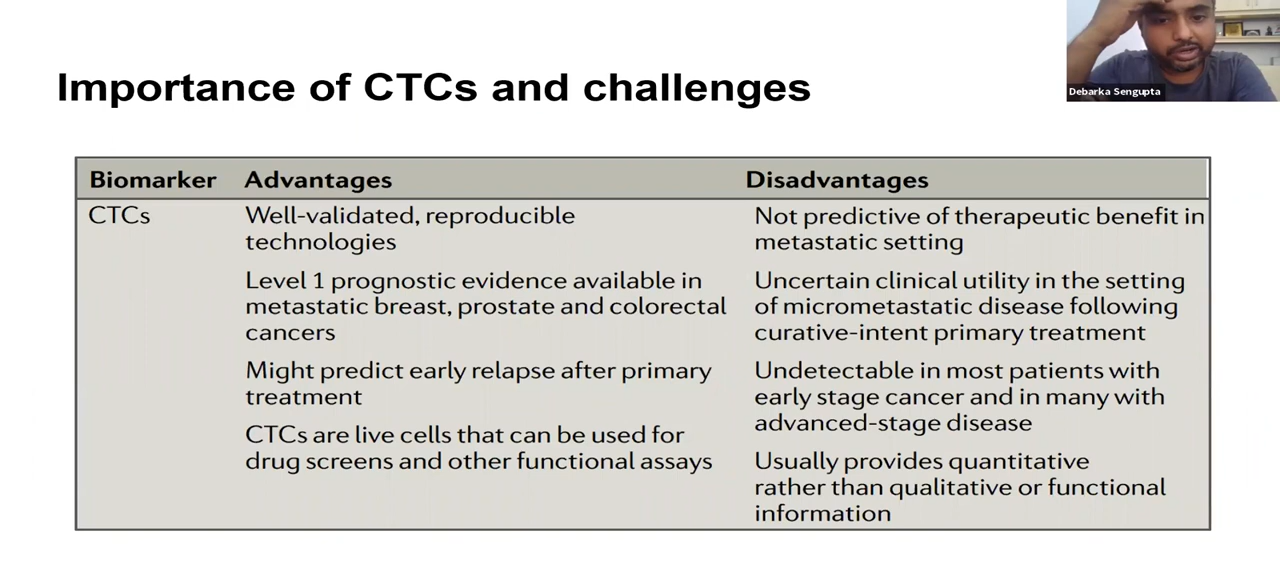 Debarka Sengupta
Importance of CTCs and challenges
Biomarker Advantages Disadvantages
CTCs
Well-validated, reproducible
technologies
Level 1 prognostic evidence available in
metastatic breast, prostate and colorectal
cancers
Might predict early relapse after primary
treatment
CTCs are live cells that can be used for
drug screens and other functional assays
Not predictive of therapeutic benefit in
metastatic setting
Uncertain clinical utility in the setting
of micrometastatic disease following
curative-intent primary treatment
Undetectable in most patients with
early stage cancer and in many with
advanced-stage disease
Usually provides quantitative
rather than qualitative or functional
information